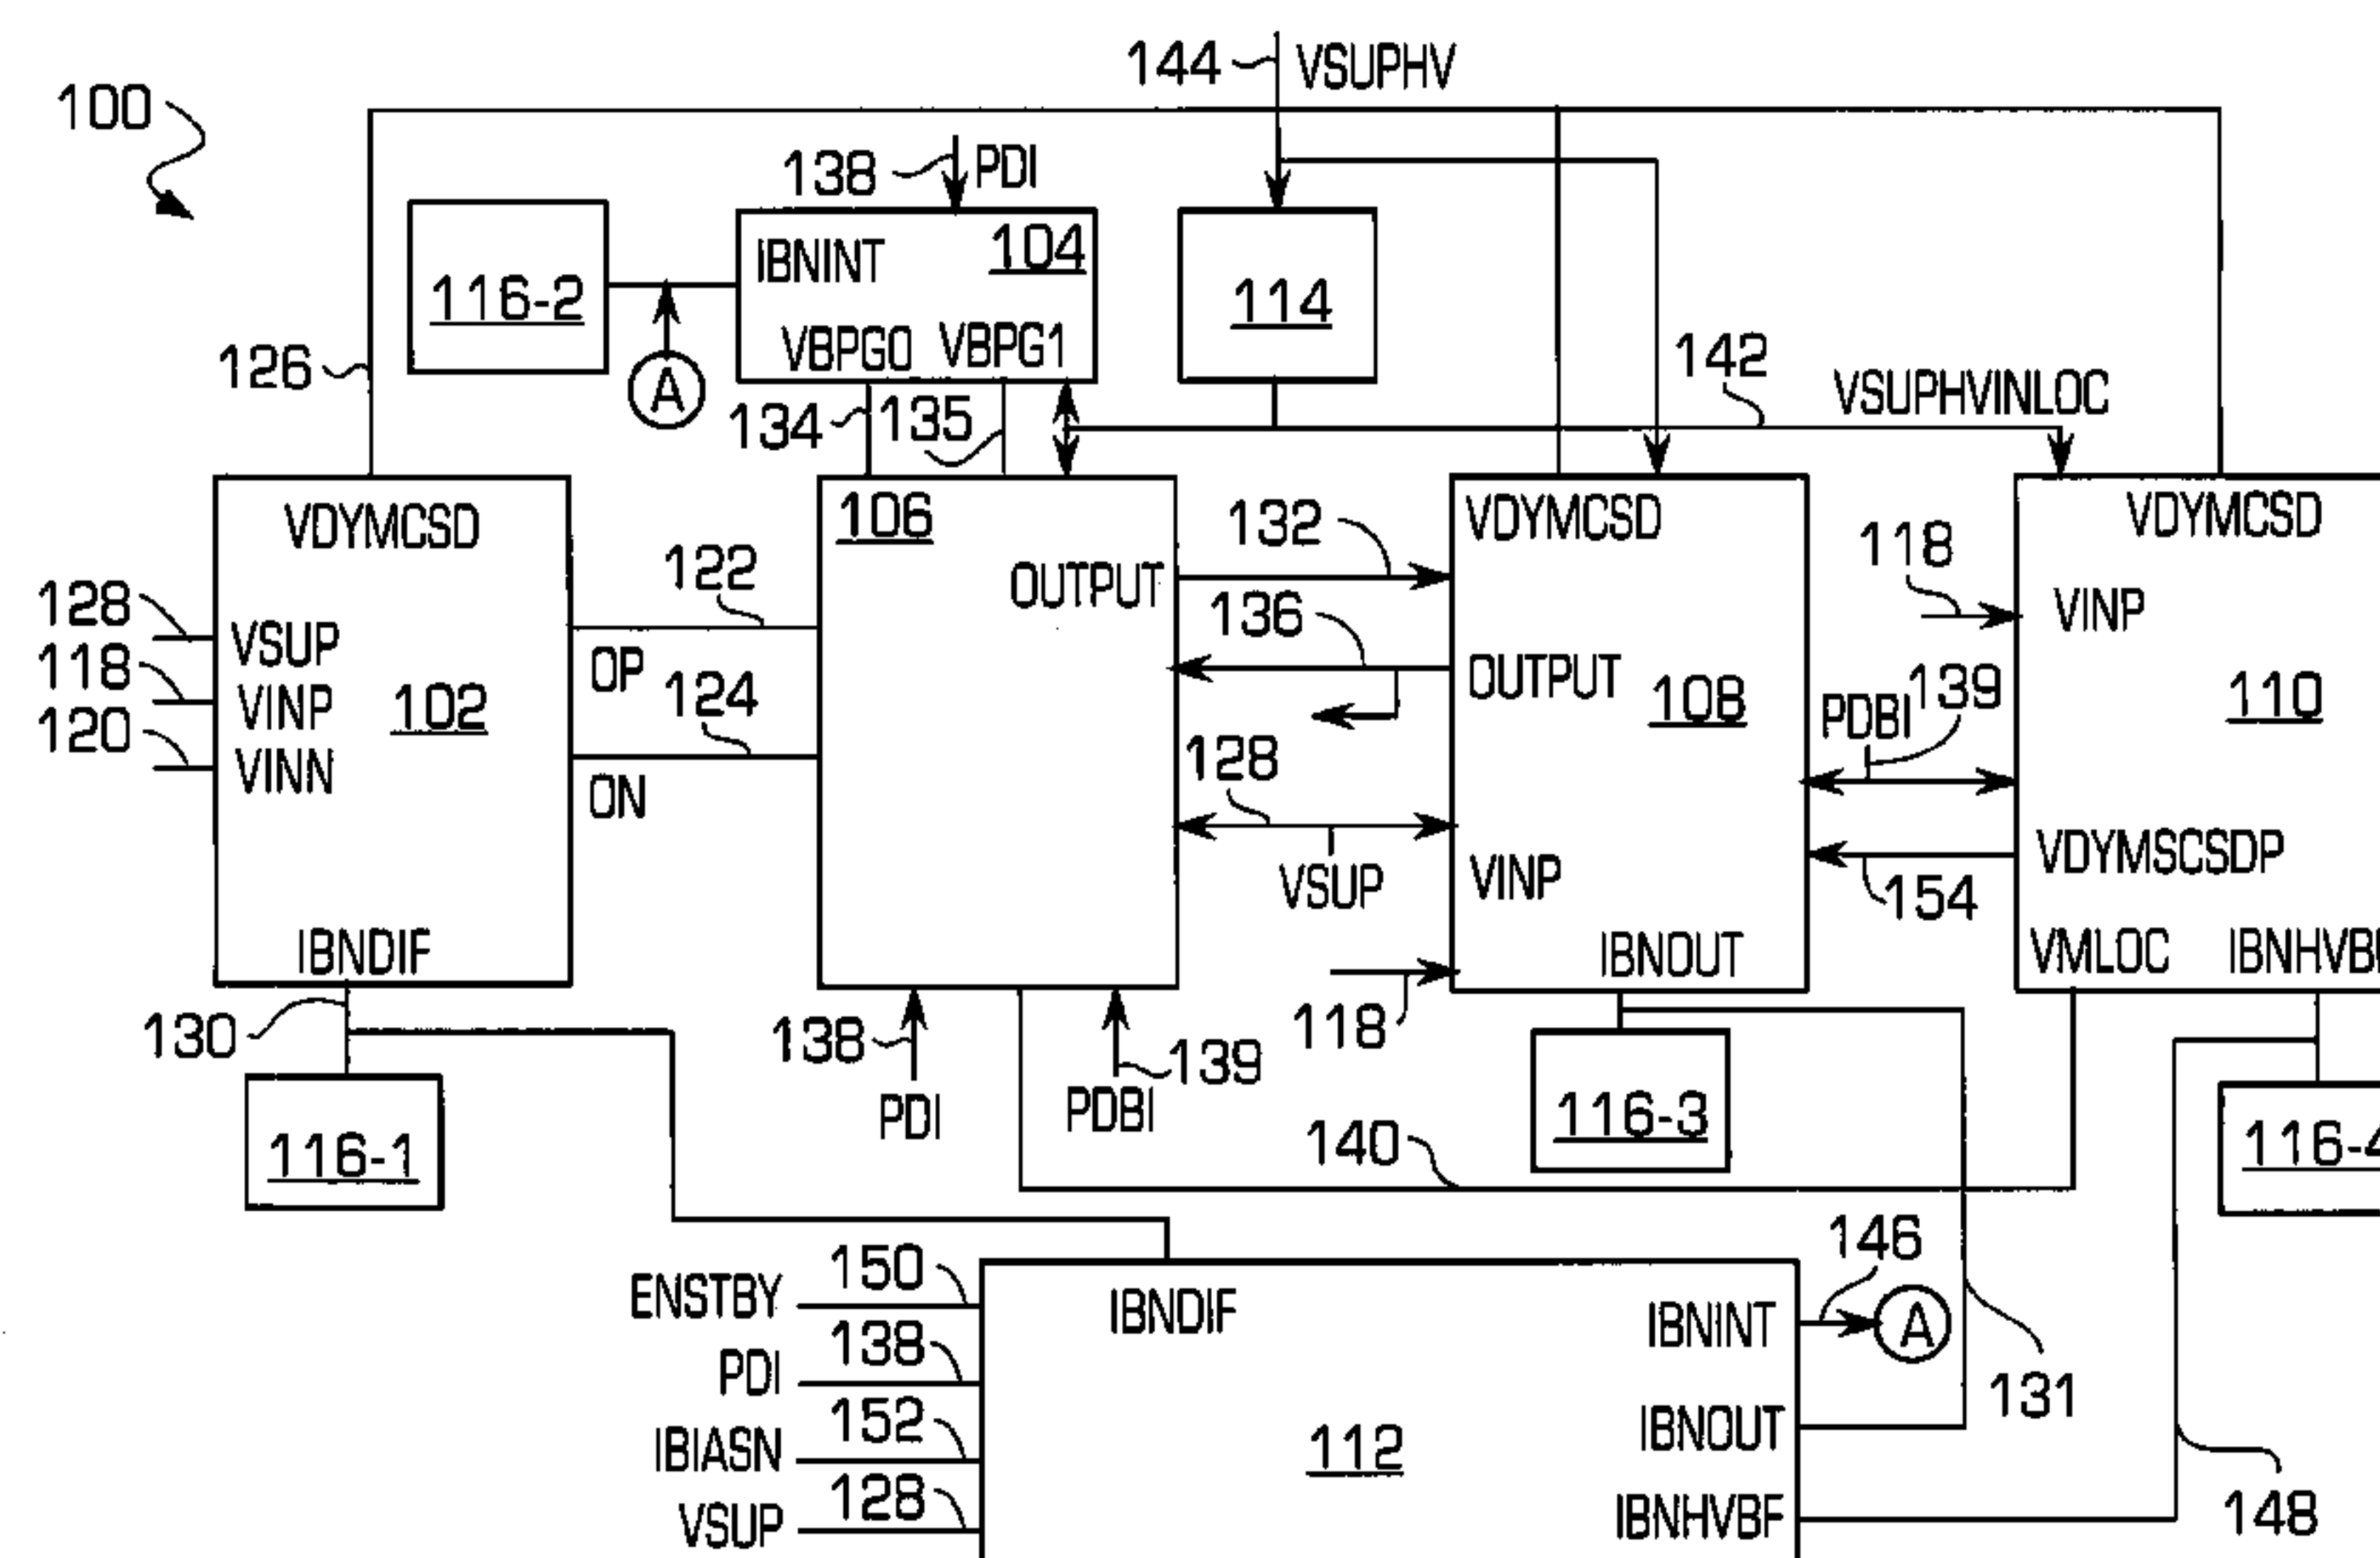 144 VSUPHV
100
138 PDI
IBNINT 104
116-2
114
VBPG0 VBPG1
142
126
A
134 135
VSUPHVINLOC
106
VDYMCSD
132
VDYMCSD
VDYMCSD
118
122
OUTPUT
128
VSUP
136
VINP
118
VINP
102
OP
124
OUTPUT
108
139
PDBI
110
120
VINN
128
ON
VSUP
VINP
VDYMSCSDP
154
IBNDIF
IBNOUT
VMLOC
130
138
139
118
PDI
PDBI
116-3
116-1
140
146
ENSTBY 150
IBNDIF
IBNINT
A
PDI 138
131
IBIASN 152
112
IBNOUT
VSUP 128
IBNHVBF
148